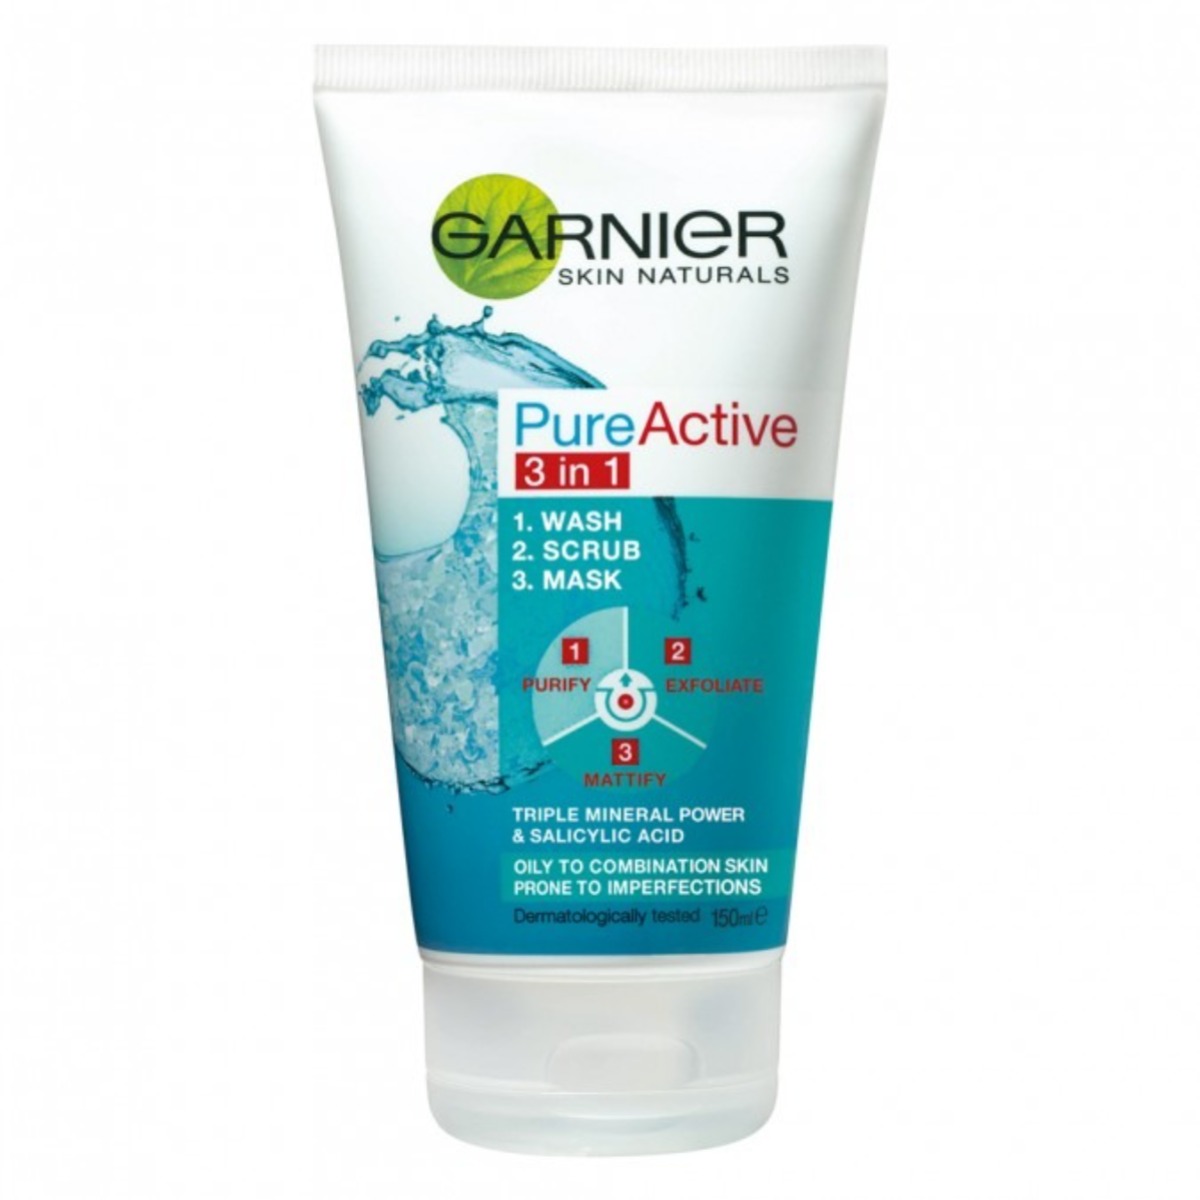 GARNIER
SKIN NATURALS
PureActive
3 in 1
1. WASH
2. SCRUB
3. MASK
1
2
PURIFY
EXFOLIATE
3
MATTIFY
TRIPLE MINERAL POWER
& SALICYLIC ACID
OILY TO COMBINATION SKIN
PRONE TO IMPERFECTIONS
Dermatologically tested 150ml e